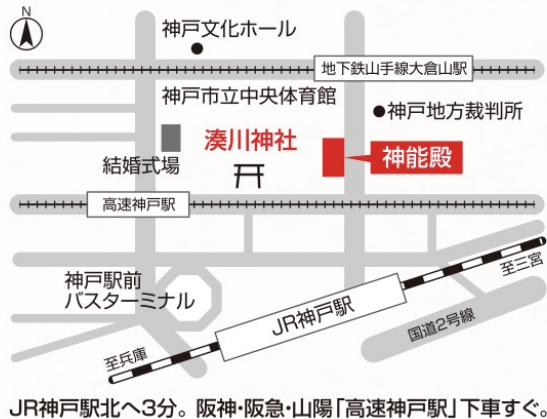 N
神戸文化ホール
地下鉄山手線大倉山駅
神戸市立中央体育館
●神戸地方裁判所
湊川神社
神能殿
結婚式場
高速神戸駅
至三宮
神戸駅前
バスターミナル
JR神戸駅
国道2号線
至兵庫
JR神戸駅北へ3分。阪神・阪急・山陽「高速神戸駅」下車すぐ。